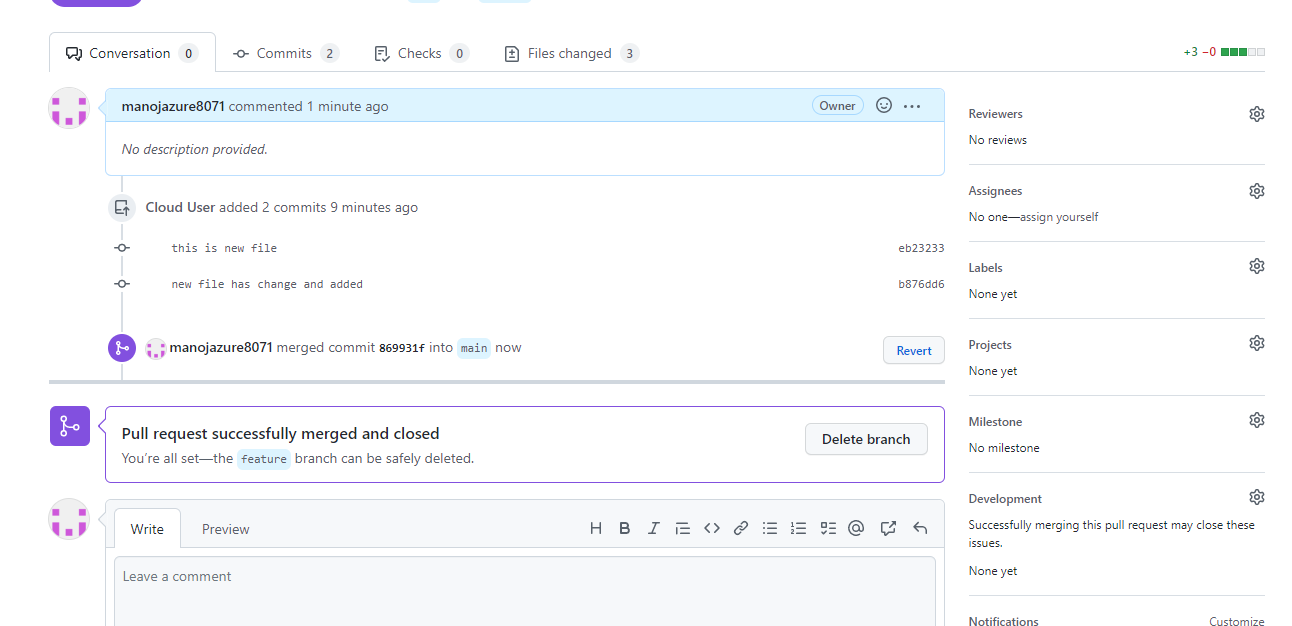 Conversation 0 Commits 2 Checks 0 Files changed 3 +3 −0
manojazure8071 commented 1 minute ago Owner
No description provided.
Cloud User added 2 commits 9 minutes ago
this is new file eb23233
new file has change and added b876dd6
manojazure8071 merged commit 869931f into main now Revert
Pull request successfully merged and closed
You’re all set—the feature branch can be safely deleted.
Delete branch
Write Preview
Leave a comment
Reviewers
No reviews
Assignees
No one—assign yourself
Labels
None yet
Projects
None yet
Milestone
No milestone
Development
Successfully merging this pull request may close these
issues.
None yet
Notifications Customize